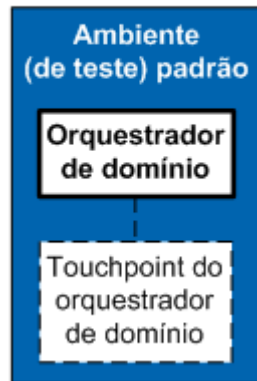 Ambiente
(de teste) padrão
Orquestrador
de domínio
Touchpoint do
orquestrador
de domínio